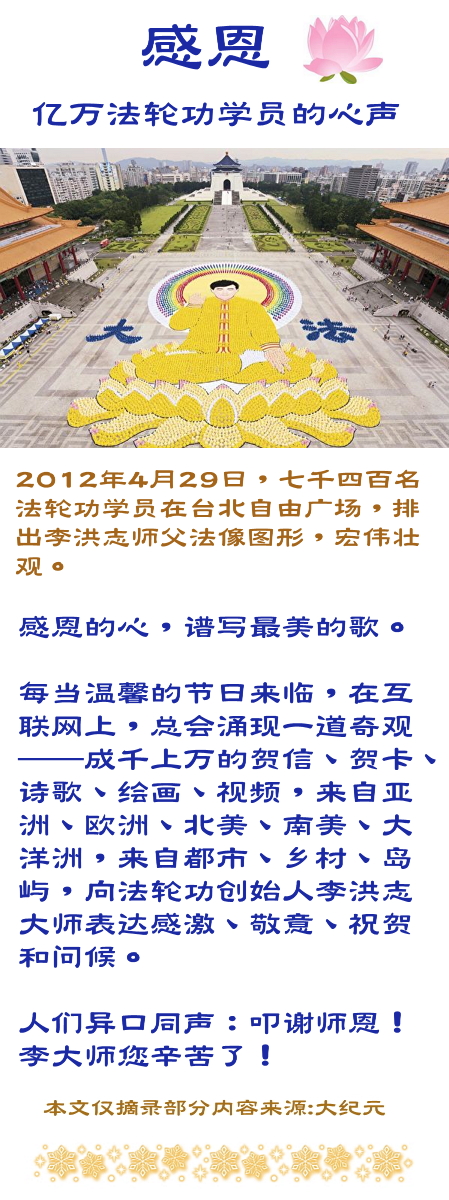 感恩
亿万法轮功学员的心声
大 法
2012年4月29日，七千四百名
法轮功学员在台北自由广场，排
出李洪志师父法像图形，宏伟壮
观。
感恩的心，谱写最美的歌。
每当温馨的节日来临，在互
联网上，总会涌现一道奇观
——成千上万的贺信、贺卡、
诗歌、绘画、视频，来自亚
洲、欧洲、北美、南美、大
洋洲，来自都市、乡村、岛
屿，向法轮功创始人李洪志
大师表达感激、敬意、祝贺
和问候。
人们异口同声：叩谢师恩！
李大师您辛苦了！
本文仅摘录部分内容来源:大纪元